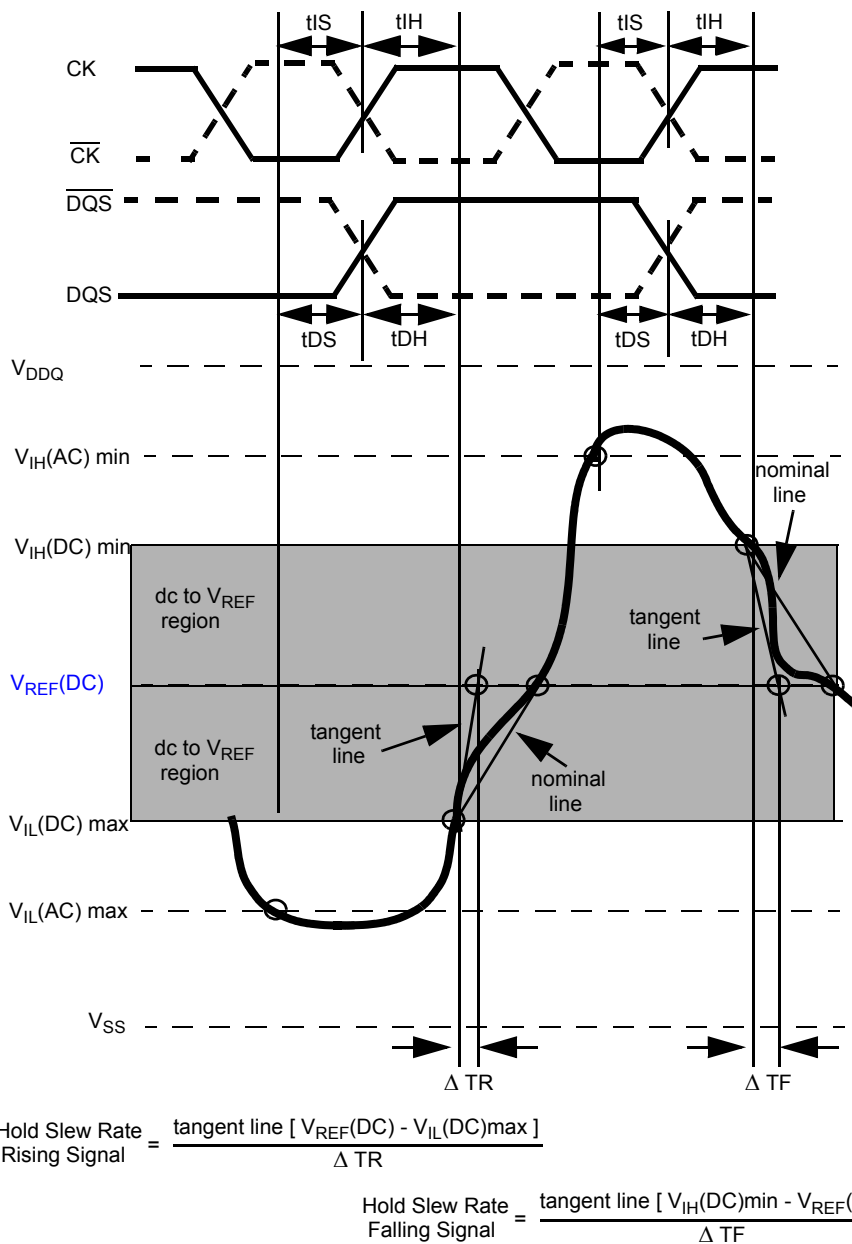 tIS tIH tIS tIH
CK
CK
DQS
DQS
tDS tDH tDS tDH
VDDQ
VIH(AC) min
nominal
line
VIH(DC) min
dc to VREF
region
tangent
line
VREF(DC)
tangent
line
dc to VREF
region
nominal
line
VIL(DC) max
VIL(AC) max
VSS
Δ TR Δ TF
Hold Slew Rate
Rising Signal
=
tangent line [ VREF(DC) - VIL(DC)max ]
Δ TR
Hold Slew Rate
Falling Signal
=
tangent line [ VIH(DC)min - VREF(
Δ TF